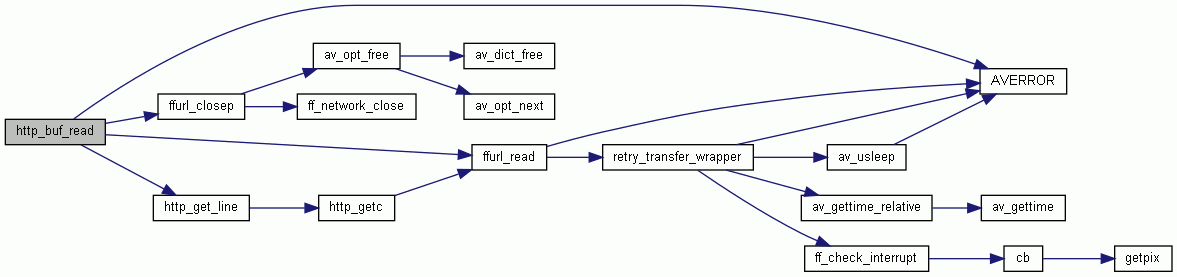 av_opt_free
av_dict_free
AVERROR
ffurl_closep
ff_network_close
av_opt_next
http_buf_read
ffurl_read
retry_transfer_wrapper
av_usleep
http_get_line
http_getc
av_gettime_relative
av_gettime
ff_check_interrupt
cb
getpix